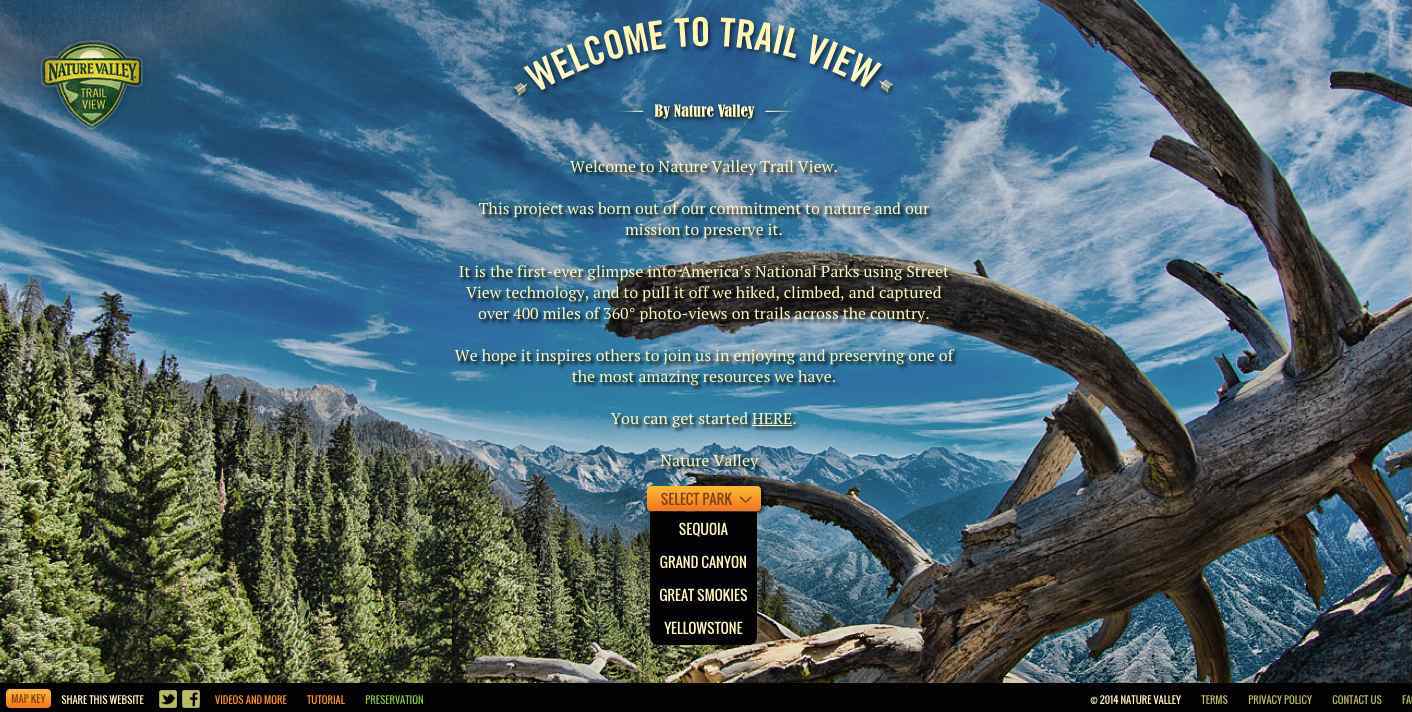 WELCOME TO TRAIL VIEW
NATURE VALLEY
TRAIL
VIEW
By Nature Valley
Welcome to Nature Valley Trail View.
This project was born out of our commitment to nature and our
mission to preserve it.
It is the first-ever glimpse into America's National Parks using Street
View technology, and to pull it off we hiked, climbed, and captured
over 400 miles of 360° photo-views on trails across the country.
We hope it inspires others to join us in enjoying and preserving one of
the most amazing resources we have.
You can get started HERE.
Nature Valley
SELECT PARK
SEQUOIA
GRAND CANYON
GREAT SMOKIES
YELLOWSTONE
MAP KEY SHARE THIS WEBSITE VIDEOS AND MORE TUTORIAL PRESERVATION © 2014 NATURE VALLEY TERMS PRIVACY POLICY CONTACT US